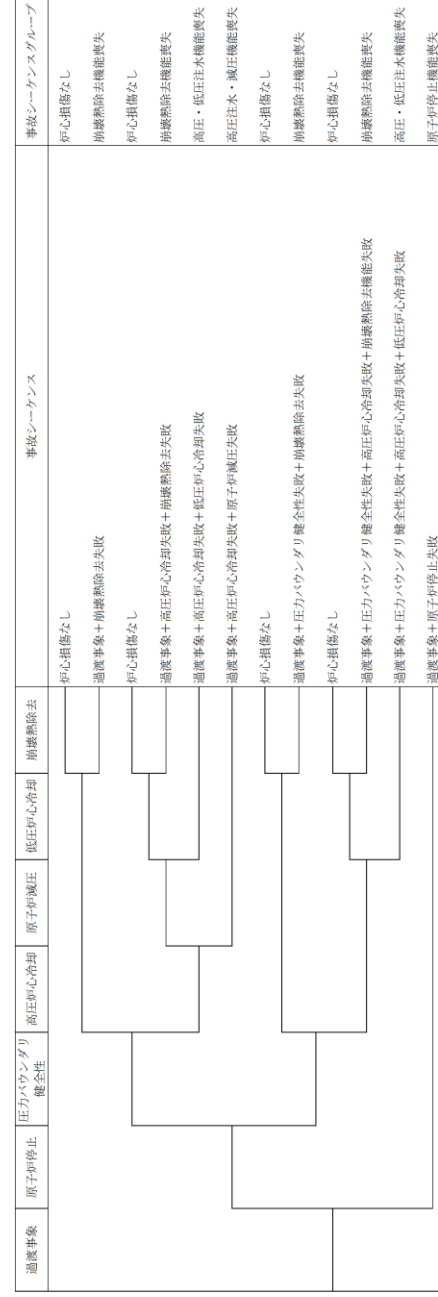 過渡事象
原子炉停止
圧力バウンダリ
健全性
高圧炉心冷却
原子炉減圧
低圧炉心冷却
崩壊熱除去
事故シーケンス
事故シーケンスグループ
炉心損傷なし
炉心損傷なし
過渡事象＋崩壊熱除去失敗
崩壊熱除去機能喪失
炉心損傷なし
炉心損傷なし
過渡事象＋高圧炉心冷却失敗＋崩壊熱除去失敗
崩壊熱除去機能喪失
過渡事象＋高圧炉心冷却失敗＋低圧炉心冷却失敗
高圧・低圧注水機能喪失
過渡事象＋高圧炉心冷却失敗＋原子炉減圧失敗
高圧注水・減圧機能喪失
炉心損傷なし
炉心損傷なし
過渡事象＋圧力バウンダリ健全性失敗＋崩壊熱除去失敗
崩壊熱除去機能喪失
炉心損傷なし
炉心損傷なし
過渡事象＋圧力バウンダリ健全性失敗＋高圧炉心冷却失敗＋崩壊熱除去機能失敗
崩壊熱除去機能喪失
過渡事象＋圧力バウンダリ健全性失敗＋高圧炉心冷却失敗＋低圧炉心冷却失敗
高圧・低圧注水機能喪失
過渡事象＋原子炉停止失敗
原子炉停止機能喪失